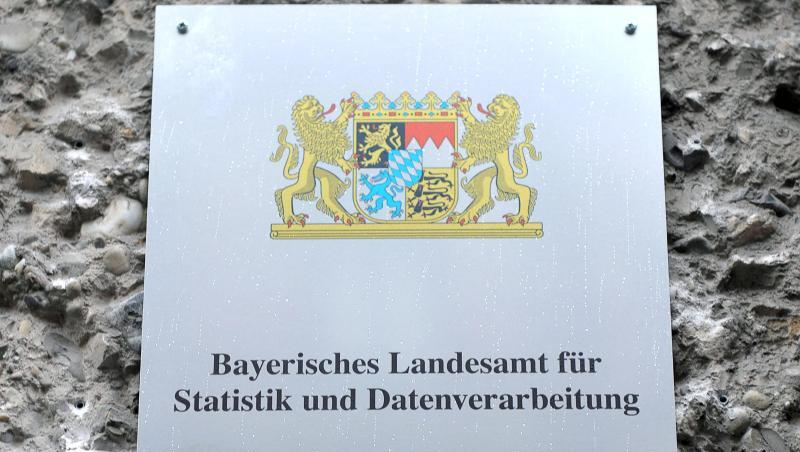 Bayerisches Landesamt für
Statistik und Datenverarbeitung